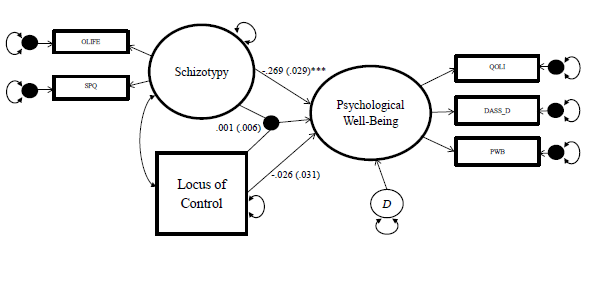 OLIFE
SPQ
Schizotypy
-.269 (.029)***
.001 (.006)
Locus of
Control
-.026 (.031)
Psychological
Well-Being
D
QOLI
DASS_D
PWB